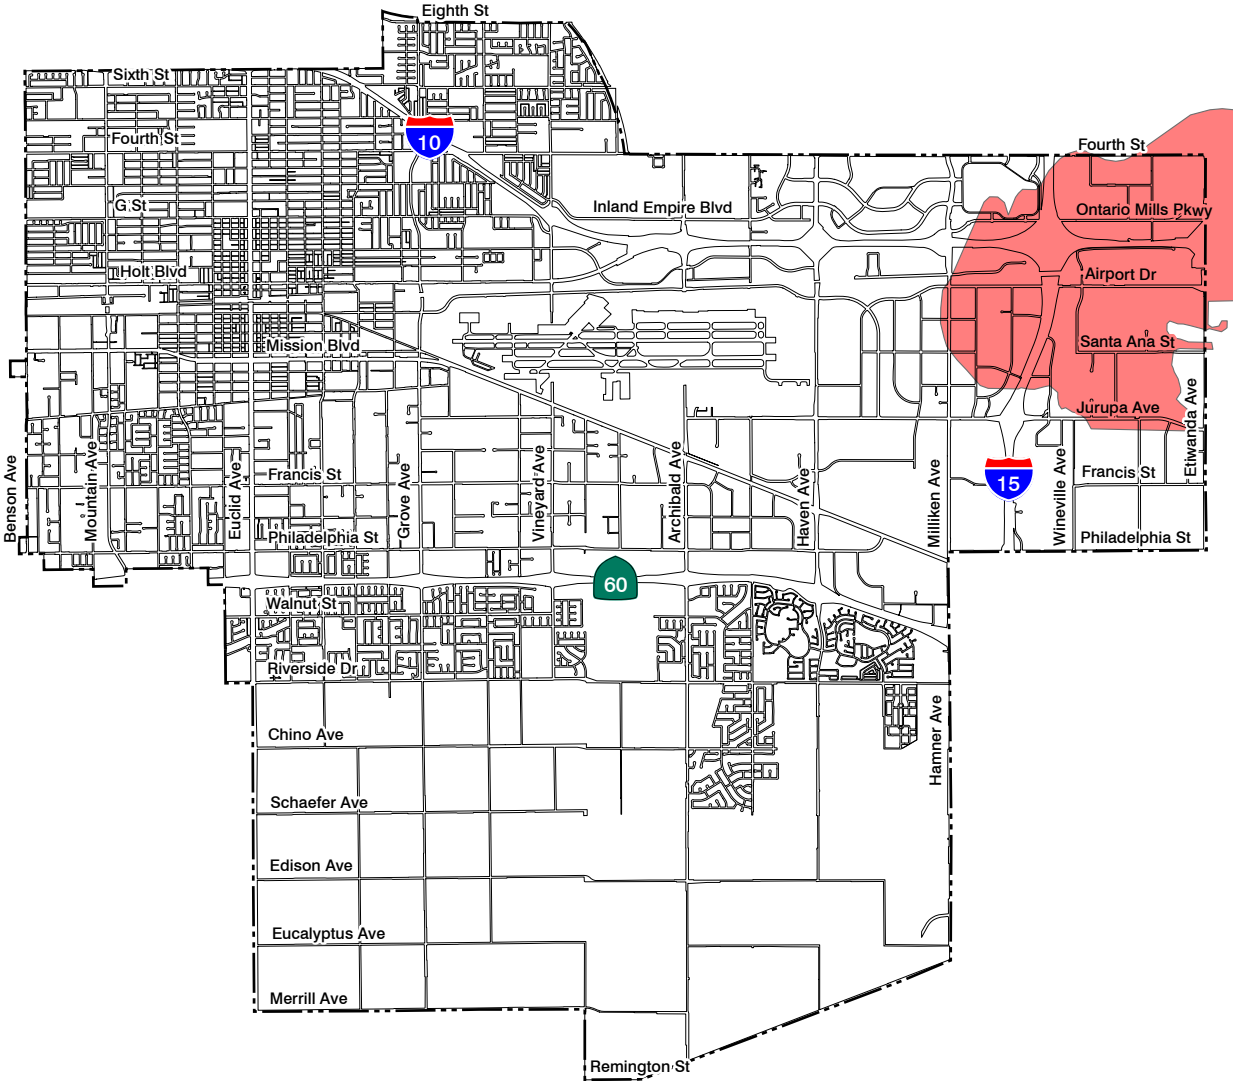 Eighth St
Sixth St
Fourth St
10
Fourth St
G St
Inland Empire Blvd
Ontario Mills Pkwy
Holt Blvd
Airport Dr
Mission Blvd
Santa Ana St
Jurupa Ave
Benson Ave
Mountain Ave
Euclid Ave
Francis St
Grove Ave
Vineyard Ave
Archibald Ave
Haven Ave
Milliken Ave
15
Wineville Ave
Francis St
Etiwanda Ave
Philadelphia St
Philadelphia St
60
Walnut St
Riverside Dr
Chino Ave
Hamner Ave
Schaefer Ave
Edison Ave
Eucalyptus Ave
Merrill Ave
Remington St